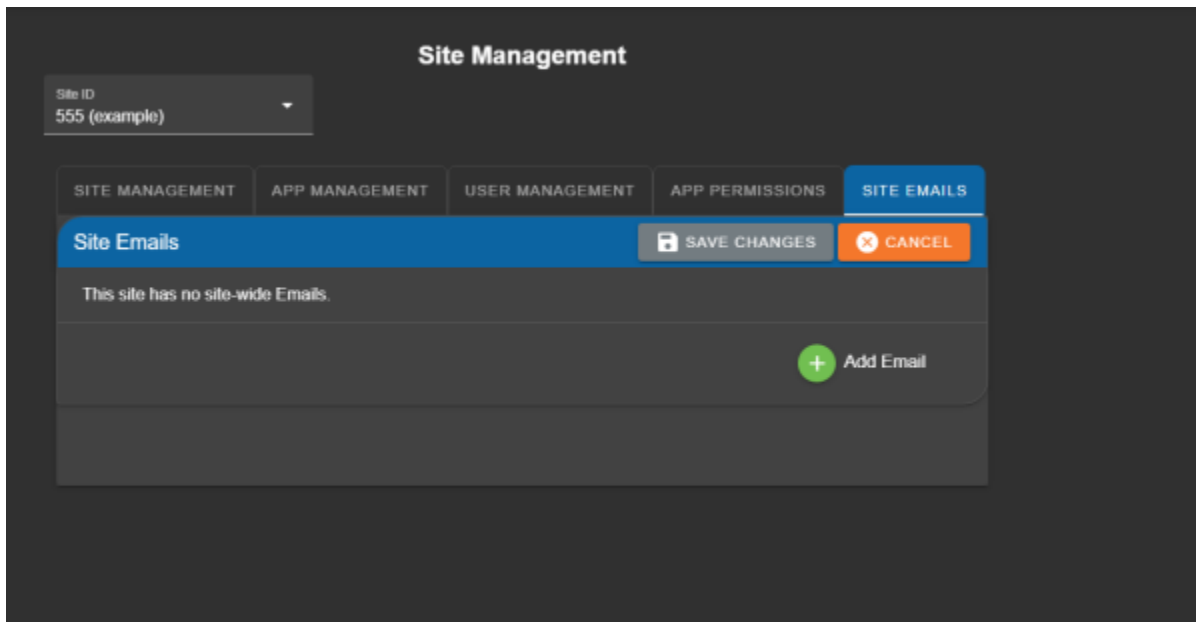 Site Management
Site ID
555 (example)
SITE MANAGEMENT APP MANAGEMENT USER MANAGEMENT APP PERMISSIONS SITE EMAILS
Site Emails SAVE CHANGES CANCEL
This site has no site-wide Emails.
Add Email